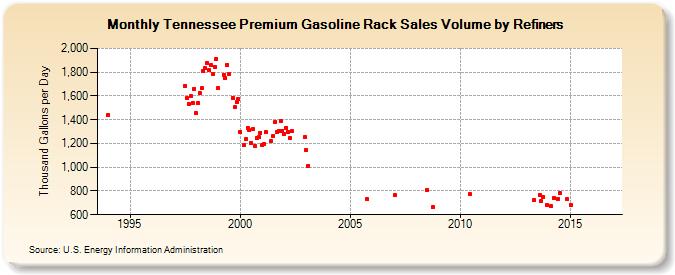 Monthly Tennessee Premium Gasoline Rack Sales Volume by Refiners
Thousand Gallons per Day
2,000
1,800
1,600
1,400
1,200
1,000
800
600
1995 2000 2005 2010 2015
Source: U.S. Energy Information Administration